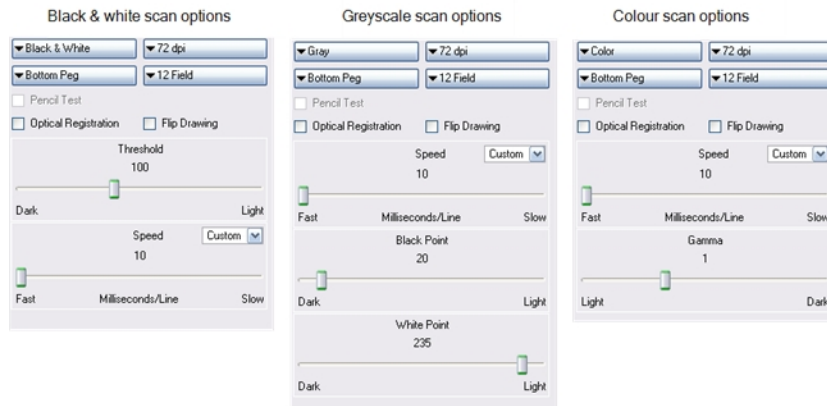 Black & white scan options
Black & White 72 dpi
Bottom Peg 12 Field
Pencil Test
Optical Registration Flip Drawing
Threshold
100
Dark Light
Speed Custom
10
Fast Milliseconds/Line Slow
Greyscale scan options
Gray 72 dpi
Bottom Peg 12 Field
Pencil Test
Optical Registration Flip Drawing
Speed Custom
10
Fast Milliseconds/Line Slow
Black Point
20
Dark Light
White Point
235
Dark Light
Colour scan options
Color 72 dpi
Bottom Peg 12 Field
Pencil Test
Optical Registration Flip Drawing
Speed Custom
10
Fast Milliseconds/Line Slow
Gamma
1
Light Dark